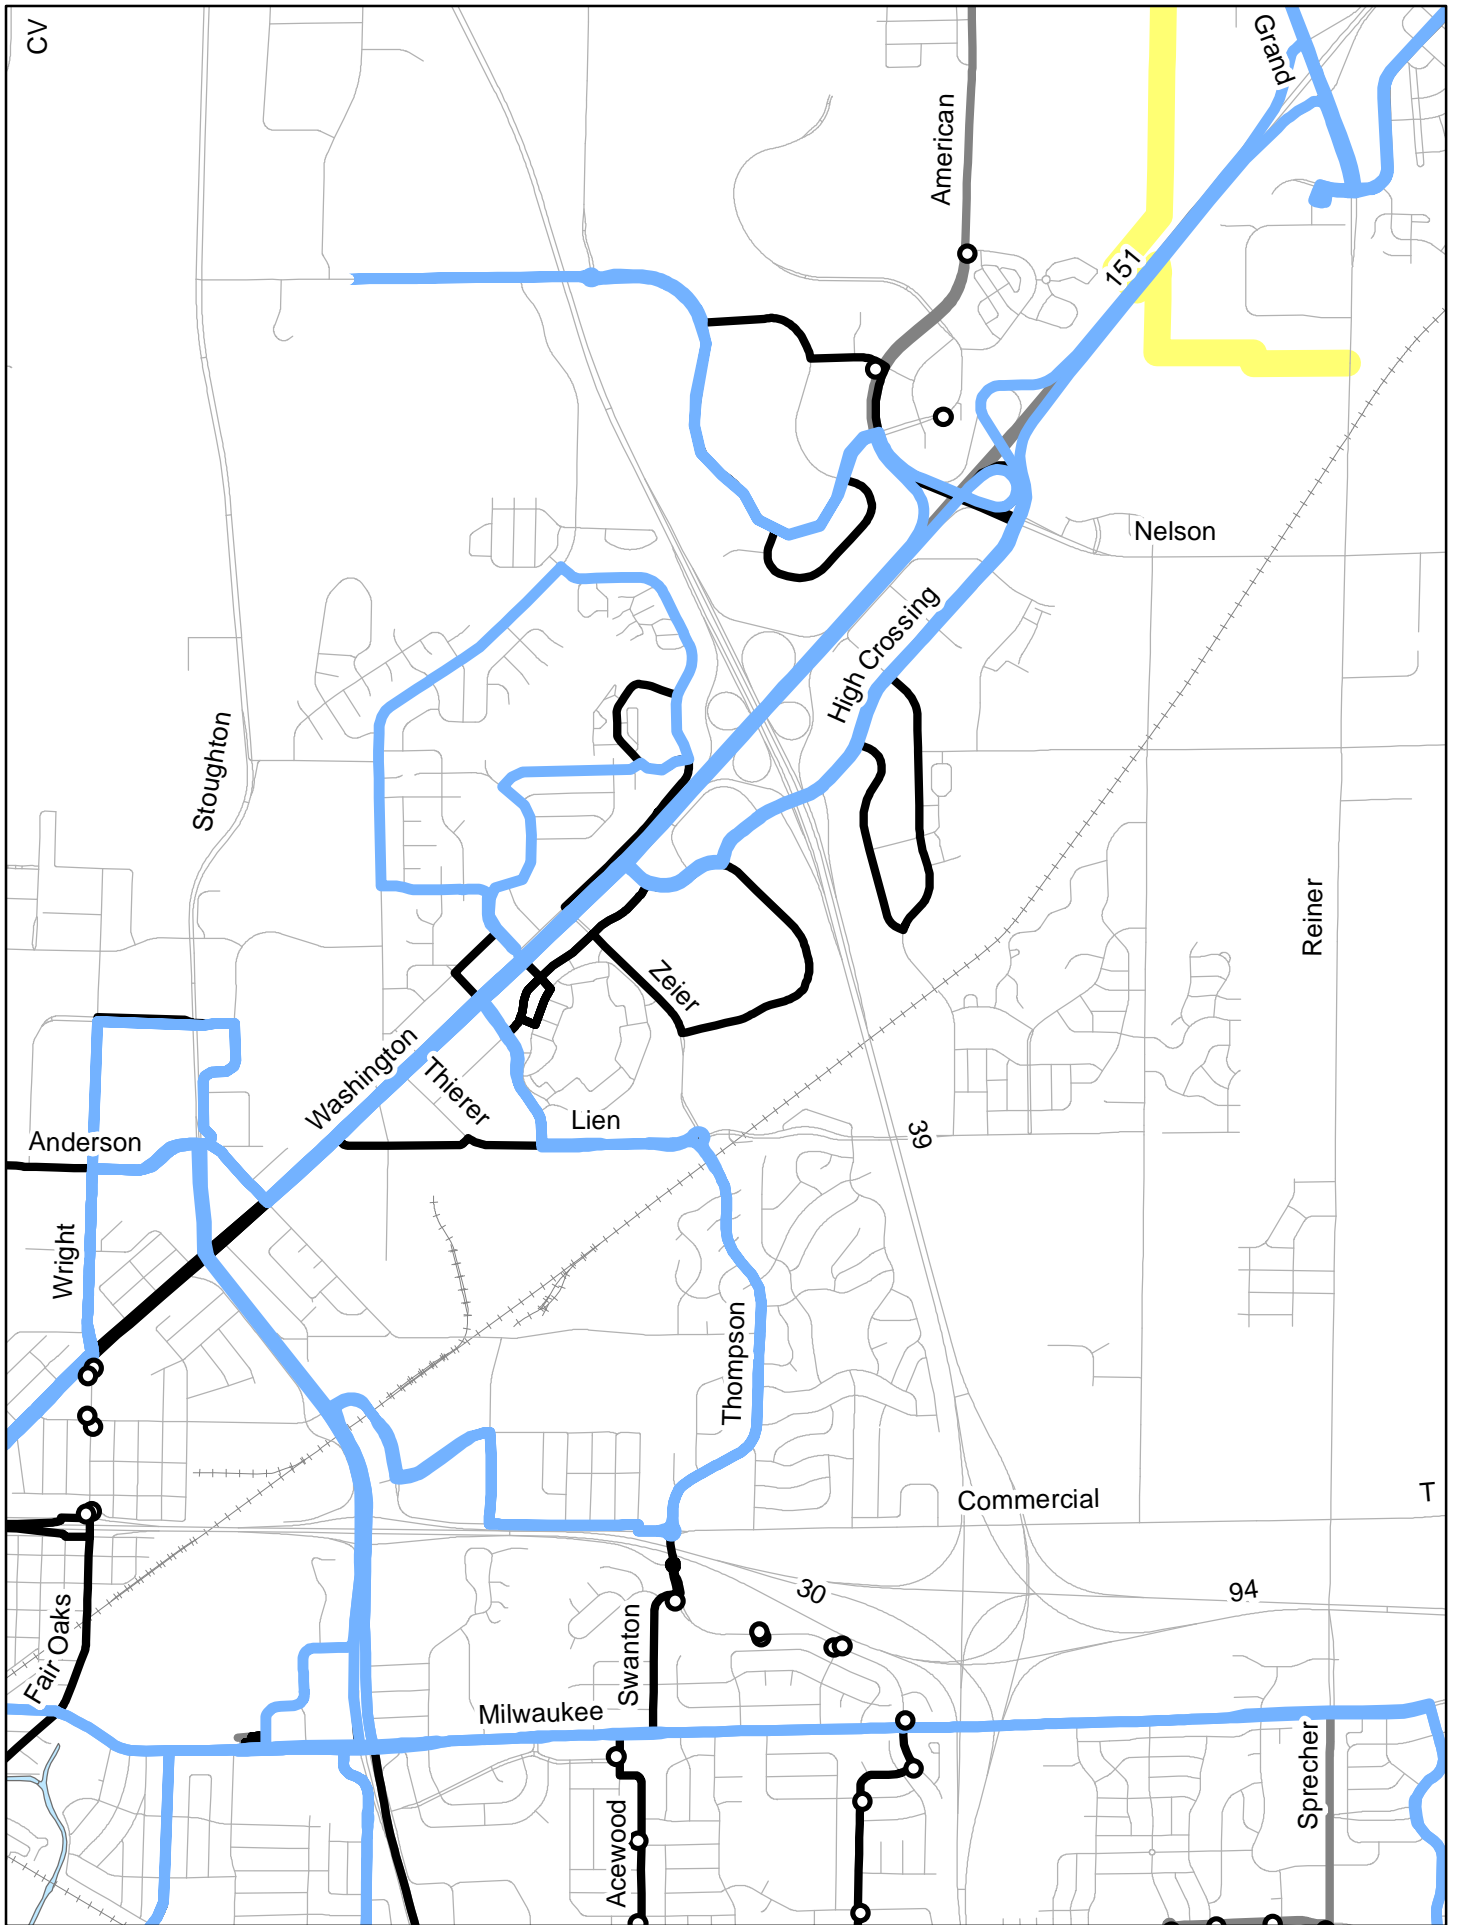 CV
Grand
American
151
Nelson
High Crossing
Stoughton
Reiner
Zeier
Washington
Thierer
Lien
Anderson
39
Wright
Thompson
Commercial
T
30
94
Fair Oaks
Swanton
Milwaukee
Sprecher
Acewood